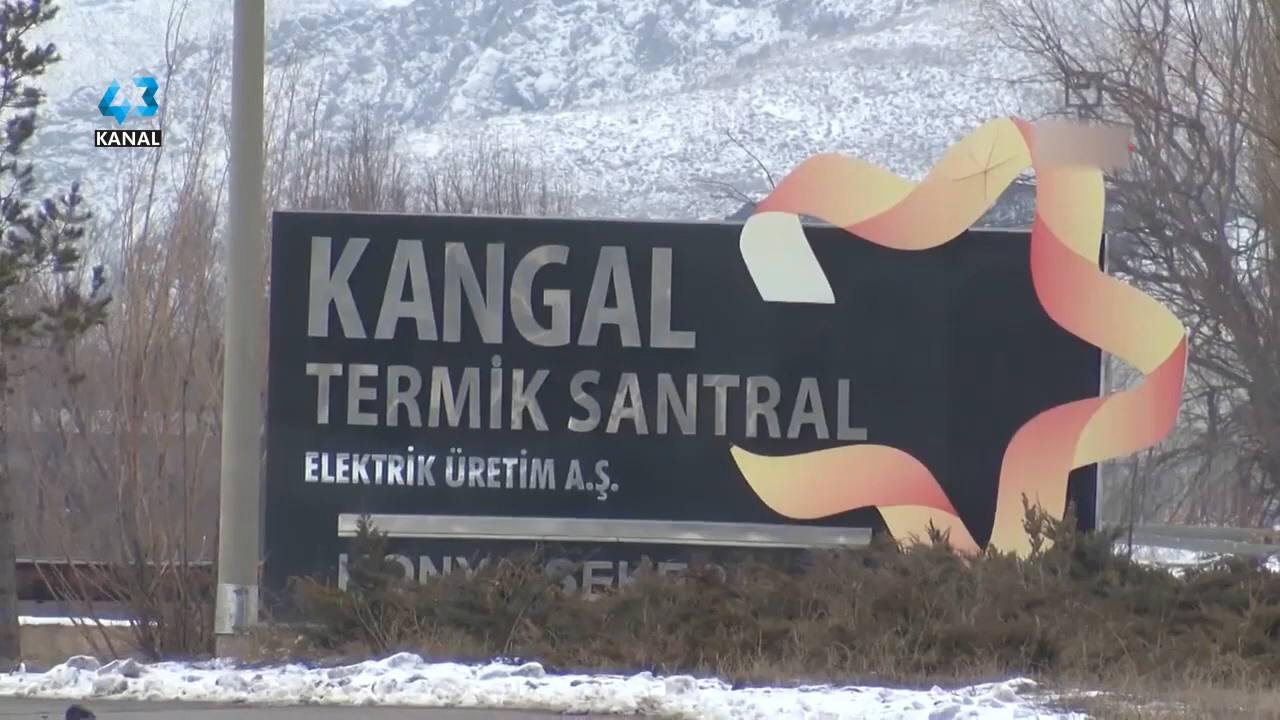 43
KANAL
KANGAL
TERMİK SANTRAL
ELEKTRİK ÜRETİM A.Ş.